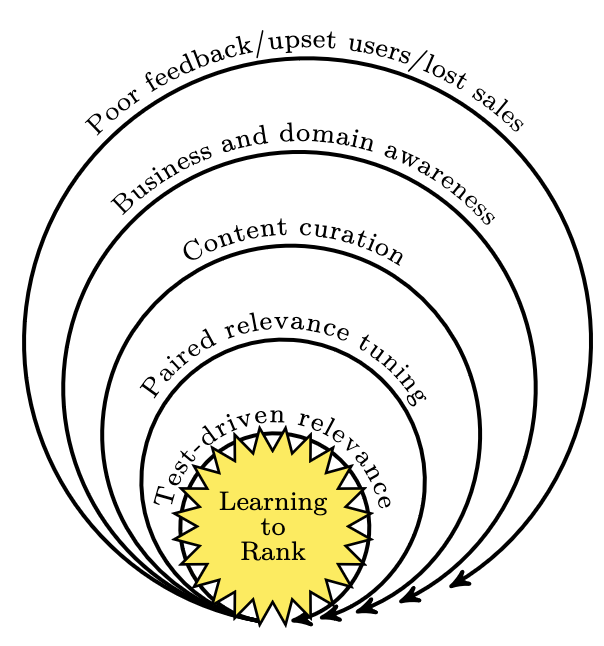 Poor feedback/upset users/lost sales
Business and domain awareness
Content curation
Paired relevance tuning
Test-driven relevance
Learning
to
Rank